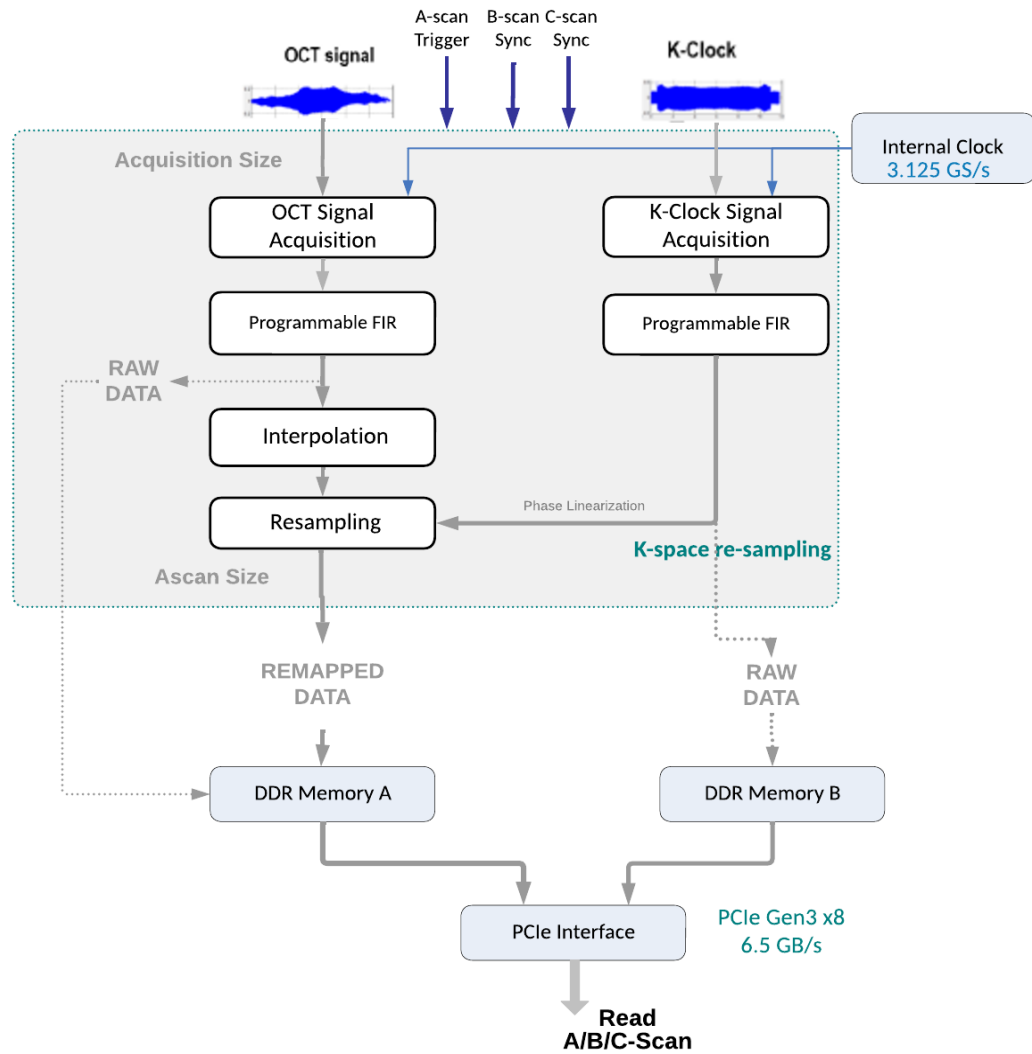 A-scan
Trigger
B-scan
Sync
C-scan
Sync
OCT signal
K-Clock
Acquisition Size
Internal Clock
3.125 GS/s
OCT Signal
Acquisition
K-Clock Signal
Acquisition
Programmable FIR
Programmable FIR
RAW
DATA
Interpolation
Resampling
Phase Linearization
K-space re-sampling
Ascan Size
REMAPPED
DATA
RAW
DATA
DDR Memory A
DDR Memory B
PCIe Interface
PCIe Gen3 x8
6.5 GB/s
Read
A/B/C-Scan